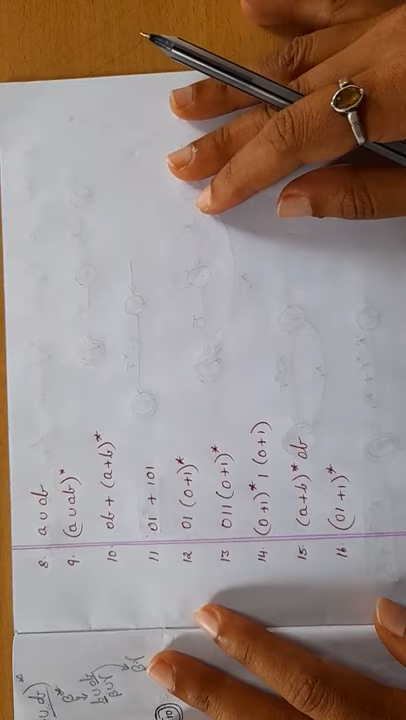 8. a ∪ ab
9. (a ∪ ab)*
10. ab + (a+b)*
11. 01 + 101
12 01 (0+1)*
13 011 (0+1)*
14. (0+1)* 1 (0+1)
15. (a+b)* ab
16. (01 +1)*
10